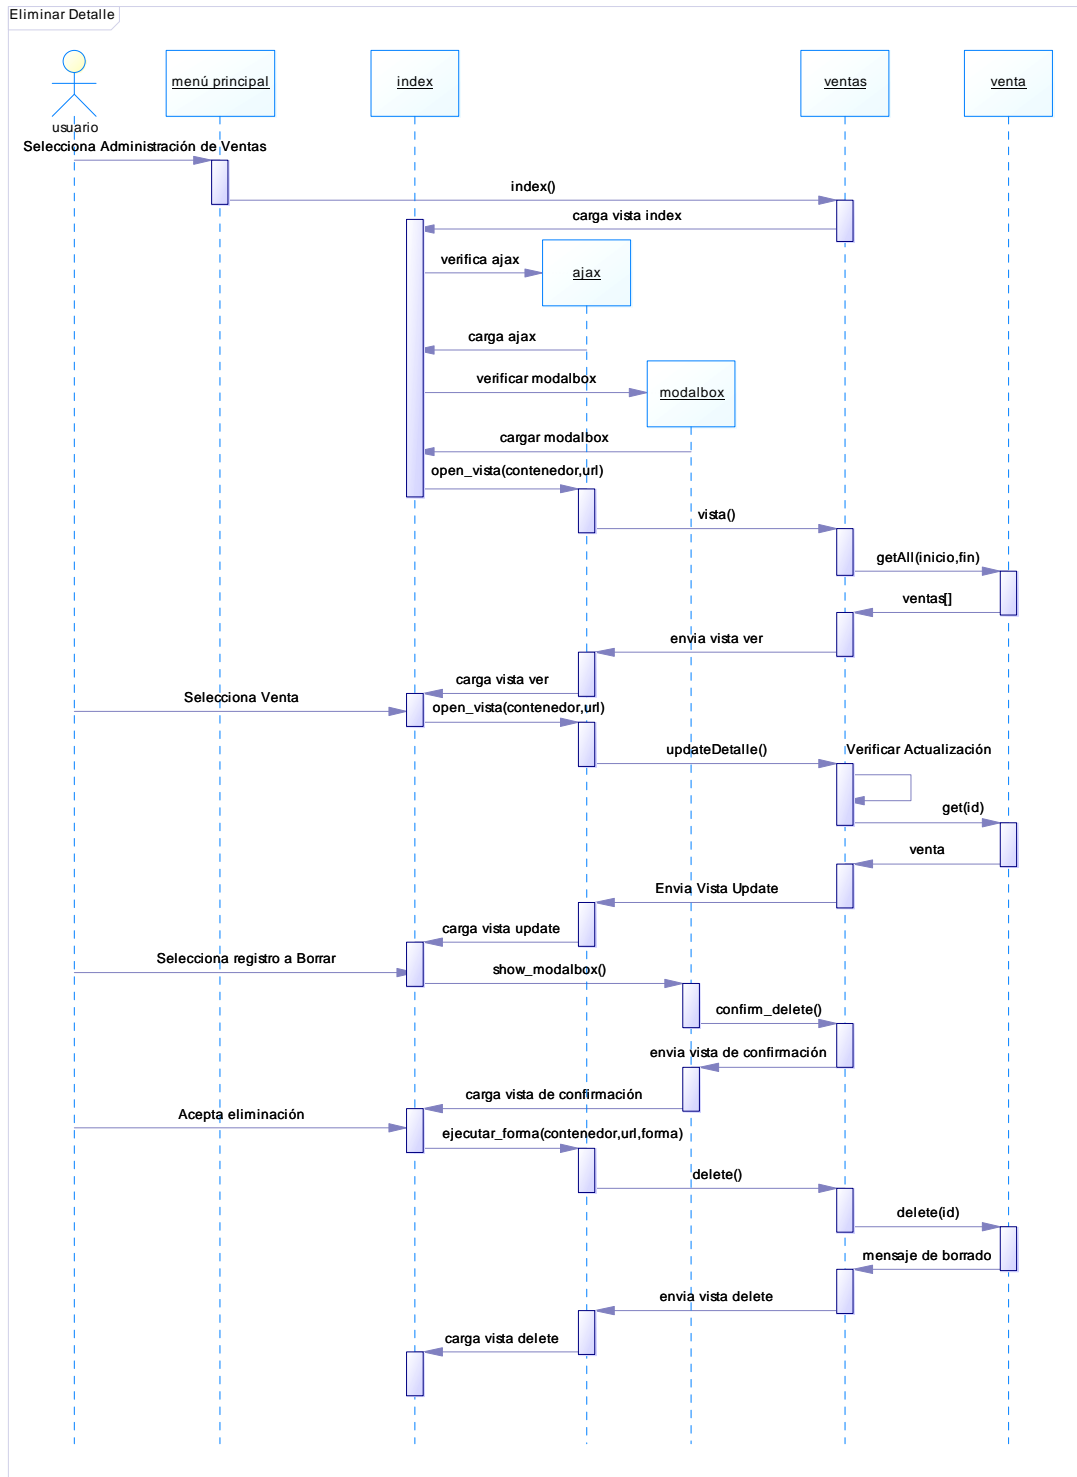 Eliminar Detalle
menú principal
index
ventas
venta
usuario
Selecciona Administración de Ventas
index()
carga vista index
verifica ajax
ajax
carga ajax
verificar modalbox
modalbox
cargar modalbox
open_vista(contenedor,url)
vista()
getAll(inicio,fin)
ventas[]
envia vista ver
carga vista ver
Selecciona Venta
open_vista(contenedor,url)
updateDetalle()
Verificar Actualización
get(id)
venta
Envia Vista Update
carga vista update
Selecciona registro a Borrar
show_modalbox()
confirm_delete()
envia vista de confirmación
carga vista de confirmación
Acepta eliminación
ejecutar_forma(contenedor,url,forma)
delete()
delete(id)
mensaje de borrado
envia vista delete
carga vista delete